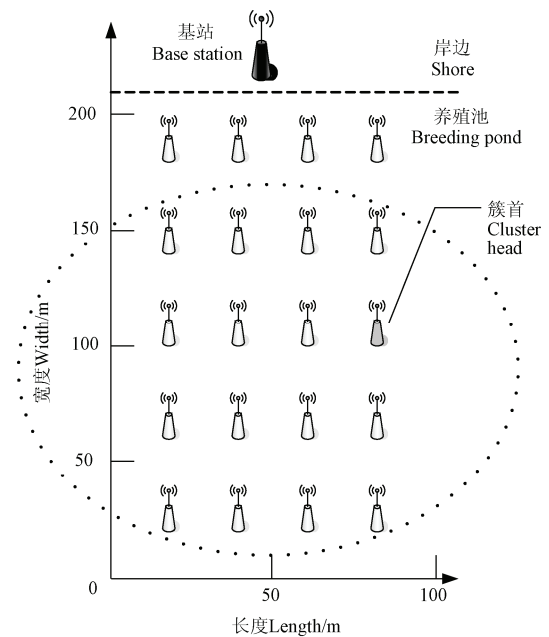 基站
Base station
岸边
Shore
养殖池
Breeding pond
200
150
100
50
0
宽度Width/m
簇首
Cluster
head
50
100
长度Length/m